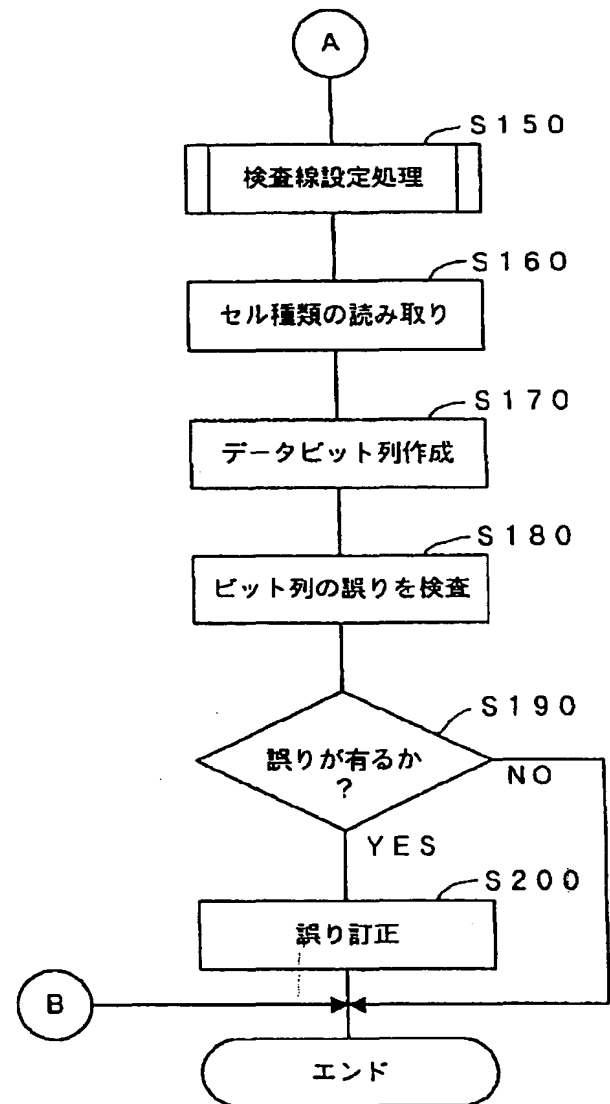 A
S150
検査線設定処理
S160
セル種類の読み取り
S170
データビット列作成
S180
ビット列の誤りを検査
S190
誤りが有るか
?
NO
YES
S200
誤り訂正
B
エンド